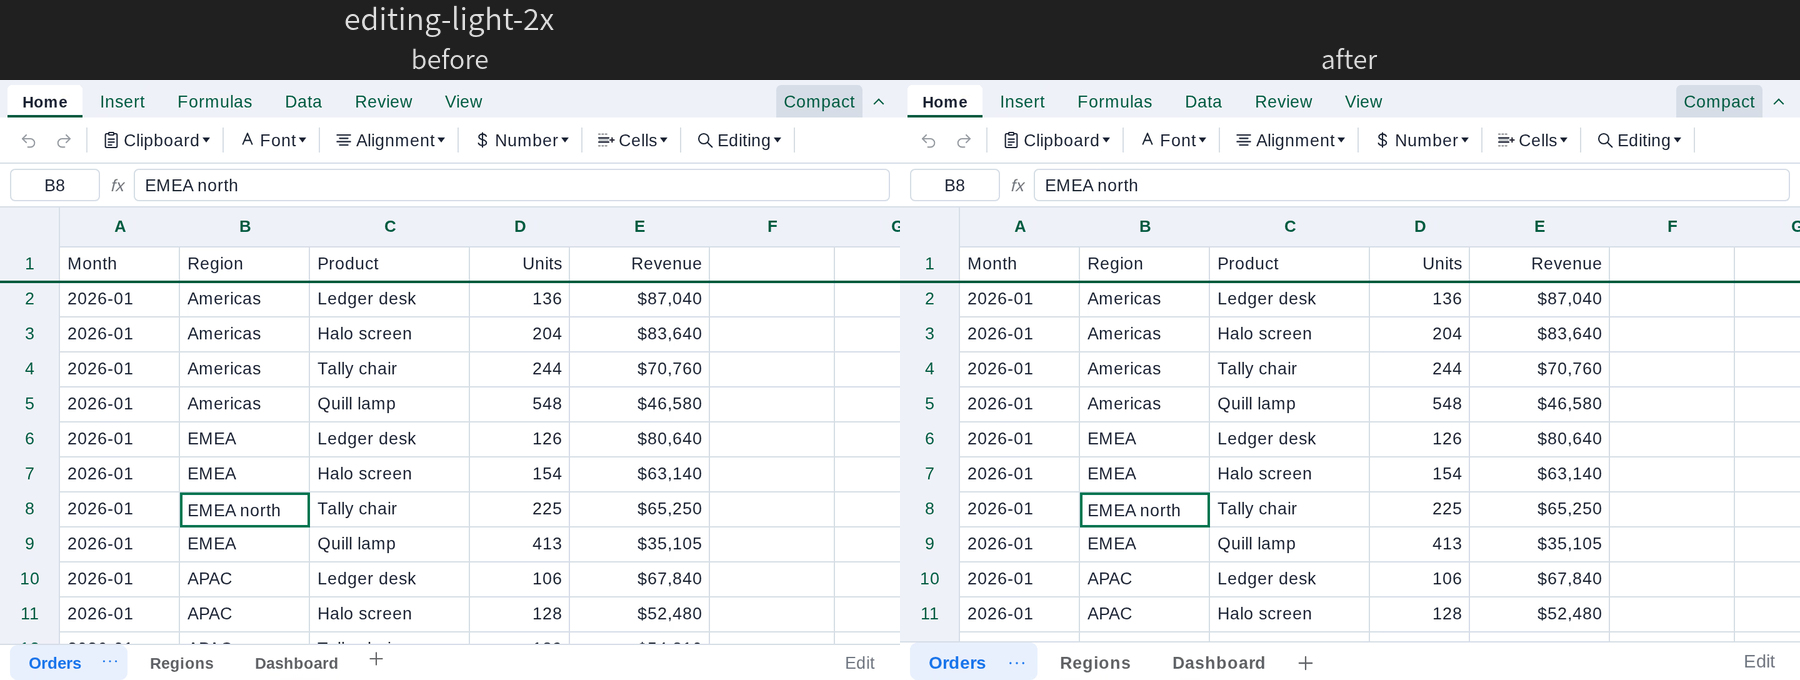 editing-light-2x
before
after
Home Insert Formulas Data Review View Compact
Clipboard Font Alignment Number Cells Editing
B8 fx EMEA north
A B C D E F G
1 Month Region Product Units Revenue
2 2026-01 Americas Ledger desk 136 $87,040
3 2026-01 Americas Halo screen 204 $83,640
4 2026-01 Americas Tally chair 244 $70,760
5 2026-01 Americas Quill lamp 548 $46,580
6 2026-01 EMEA Ledger desk 126 $80,640
7 2026-01 EMEA Halo screen 154 $63,140
8 2026-01 EMEA north Tally chair 225 $65,250
9 2026-01 EMEA Quill lamp 413 $35,105
10 2026-01 APAC Ledger desk 106 $67,840
11 2026-01 APAC Halo screen 128 $52,480
Orders ... Regions Dashboard + Edit
Home Insert Formulas Data Review View Compact
Clipboard Font Alignment Number Cells Editing
B8 fx EMEA north
A B C D E F G
1 Month Region Product Units Revenue
2 2026-01 Americas Ledger desk 136 $87,040
3 2026-01 Americas Halo screen 204 $83,640
4 2026-01 Americas Tally chair 244 $70,760
5 2026-01 Americas Quill lamp 548 $46,580
6 2026-01 EMEA Ledger desk 126 $80,640
7 2026-01 EMEA Halo screen 154 $63,140
8 2026-01 EMEA north Tally chair 225 $65,250
9 2026-01 EMEA Quill lamp 413 $35,105
10 2026-01 APAC Ledger desk 106 $67,840
11 2026-01 APAC Halo screen 128 $52,480
Orders ... Regions Dashboard + Edit